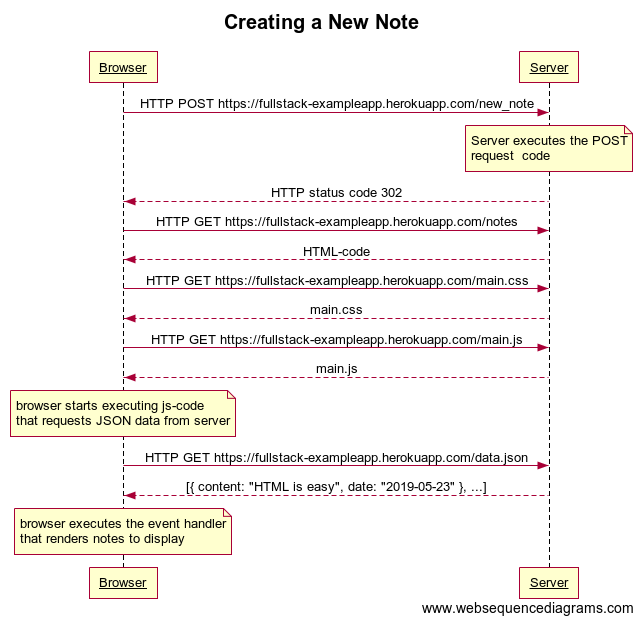 Creating a New Note
Browser
Server
HTTP POST https://fullstack-exampleapp.herokuapp.com/new_note
Server executes the POST
request  code
HTTP status code 302
HTTP GET https://fullstack-exampleapp.herokuapp.com/notes
HTML-code
HTTP GET https://fullstack-exampleapp.herokuapp.com/main.css
main.css
HTTP GET https://fullstack-exampleapp.herokuapp.com/main.js
main.js
browser starts executing js-code
that requests JSON data from server
HTTP GET https://fullstack-exampleapp.herokuapp.com/data.json
[{ content: "HTML is easy", date: "2019-05-23" }, ...]
browser executes the event handler
that renders notes to display
Browser
Server
www.websequencediagrams.com